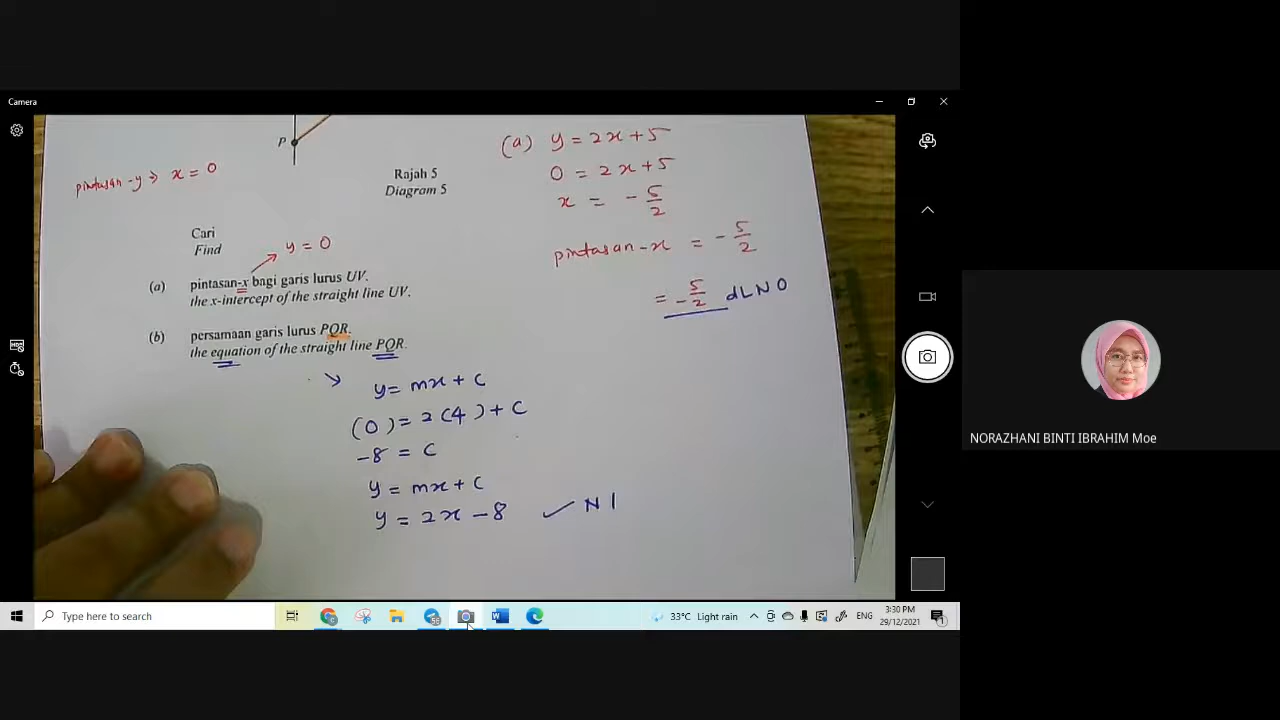 Camera
P
pintasan-y ⇒ x = 0
Rajah 5
Diagram 5
Cari
Find
y = 0
(a) pintasan-x bagi garis lurus UV.
the x-intercept of the straight line UV.
(b) persamaan garis lurus PQR.
the equation of the straight line PQR.
y = mx + c
(0) = 2(4) + c
-8 = c
y = mx + c
y = 2x - 8 ✓ N1
(a) y = 2x + 5
0 = 2x + 5
x = -5/2
pintasan-x = -5/2
= -5/2 dLNO
NORAZHANI BINTI IBRAHIM Moe
Type here to search
33°C Light rain
ENG
3:30 PM
29/12/2021
1